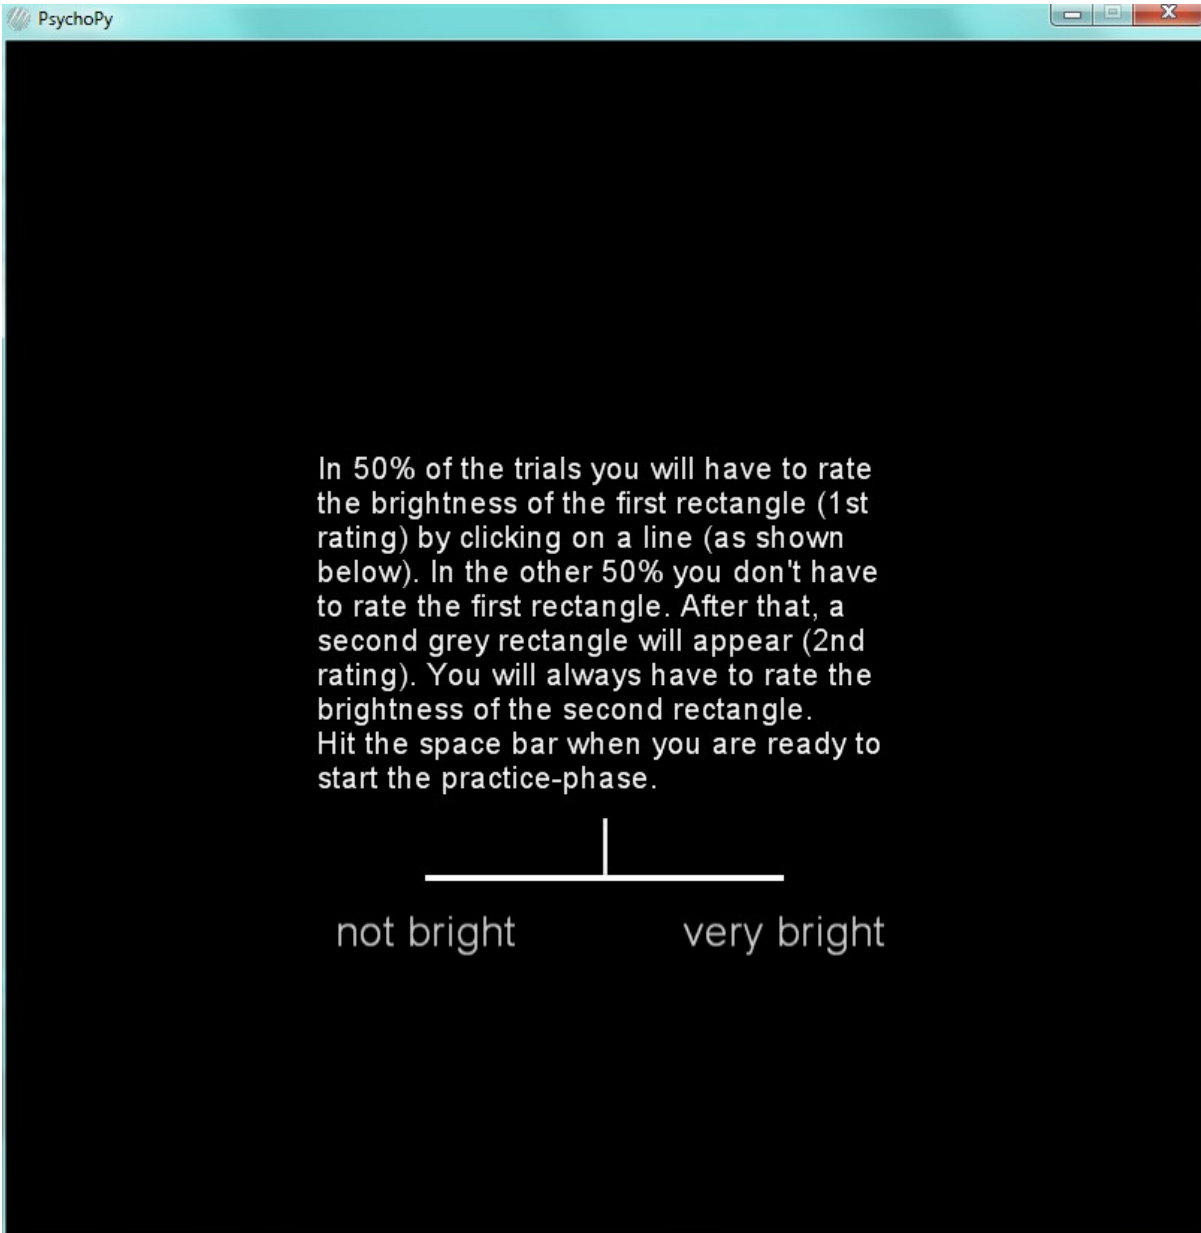 PsychoPy
In 50% of the trials you will have to rate
the brightness of the first rectangle (1st
rating) by clicking on a line (as shown
below). In the other 50% you don't have
to rate the first rectangle. After that, a
second grey rectangle will appear (2nd
rating). You will always have to rate the
brightness of the second rectangle.
Hit the space bar when you are ready to
start the practice-phase.
not bright
very bright